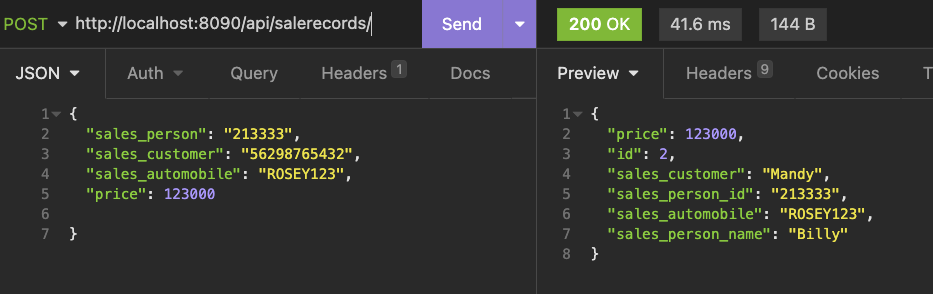 POST http://localhost:8090/api/salerecords/ Send 200 OK 41.6 ms 144 B
JSON Auth Query Headers 1 Docs Preview Headers 9 Cookies T
1 {
2 "sales_person": "213333",
3 "sales_customer": "56298765432",
4 "sales_automobile": "ROSEY123",
5 "price": 123000
6
7 }
1 {
2 "price": 123000,
3 "id": 2,
4 "sales_customer": "Mandy",
5 "sales_person_id": "213333",
6 "sales_automobile": "ROSEY123",
7 "sales_person_name": "Billy"
8 }